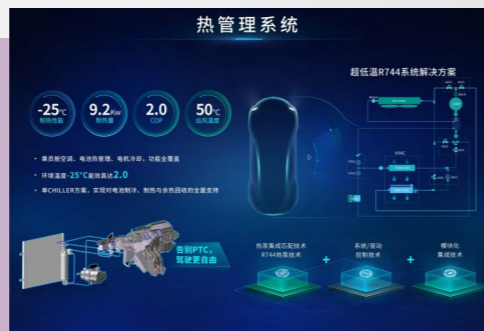 热管理系统
超低温R744系统解决方案
-25℃
制热性能
9.2Kw
制热量
2.0
COP
50℃
出风温度
• 乘员舱空调、电池热管理、电机冷却，功能全覆盖
• 环境温度-25℃能效高达2.0
• 单CHILLER方案，实现对电池制冷、制热与余热回收的全面支持
告别PTC，
驾驶更自由
热泵集成匹配技术
R744热泵技术
+
系统/驱动
控制技术
+
模块化
集成技术